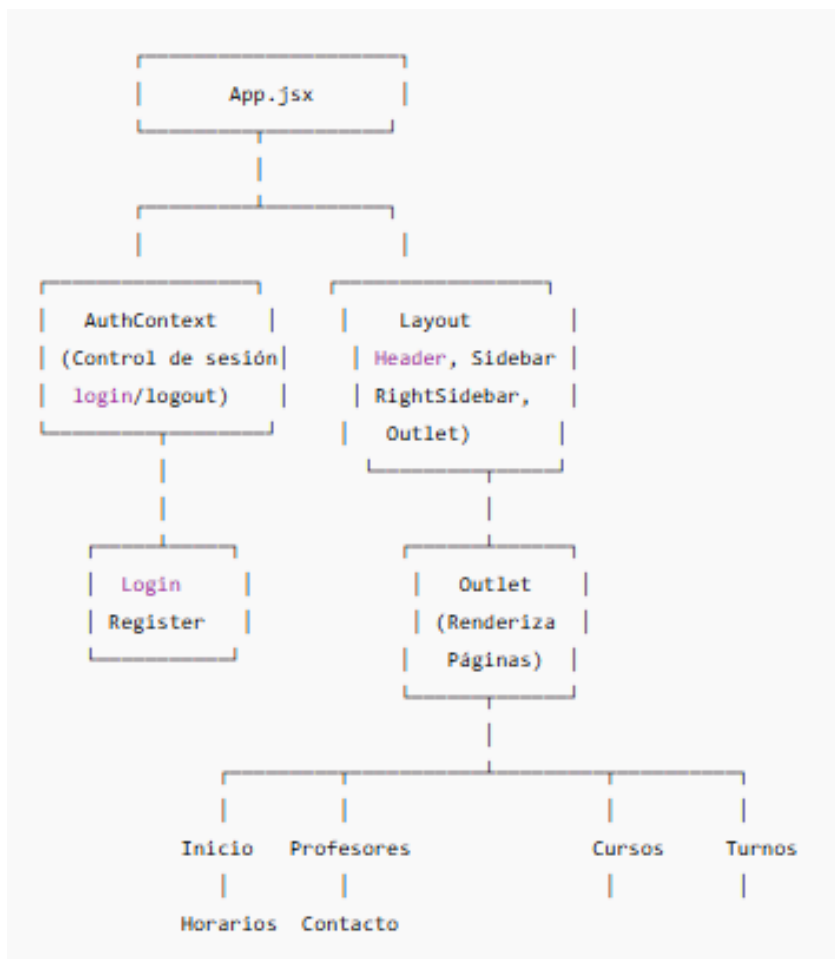 App.jsx
AuthContext Layout
(Control de sesión Header, Sidebar
login/logout) RightSidebar,
Outlet)
Login Outlet
Register (Renderiza
Páginas)
Inicio Profesores Cursos Turnos
Horarios Contacto